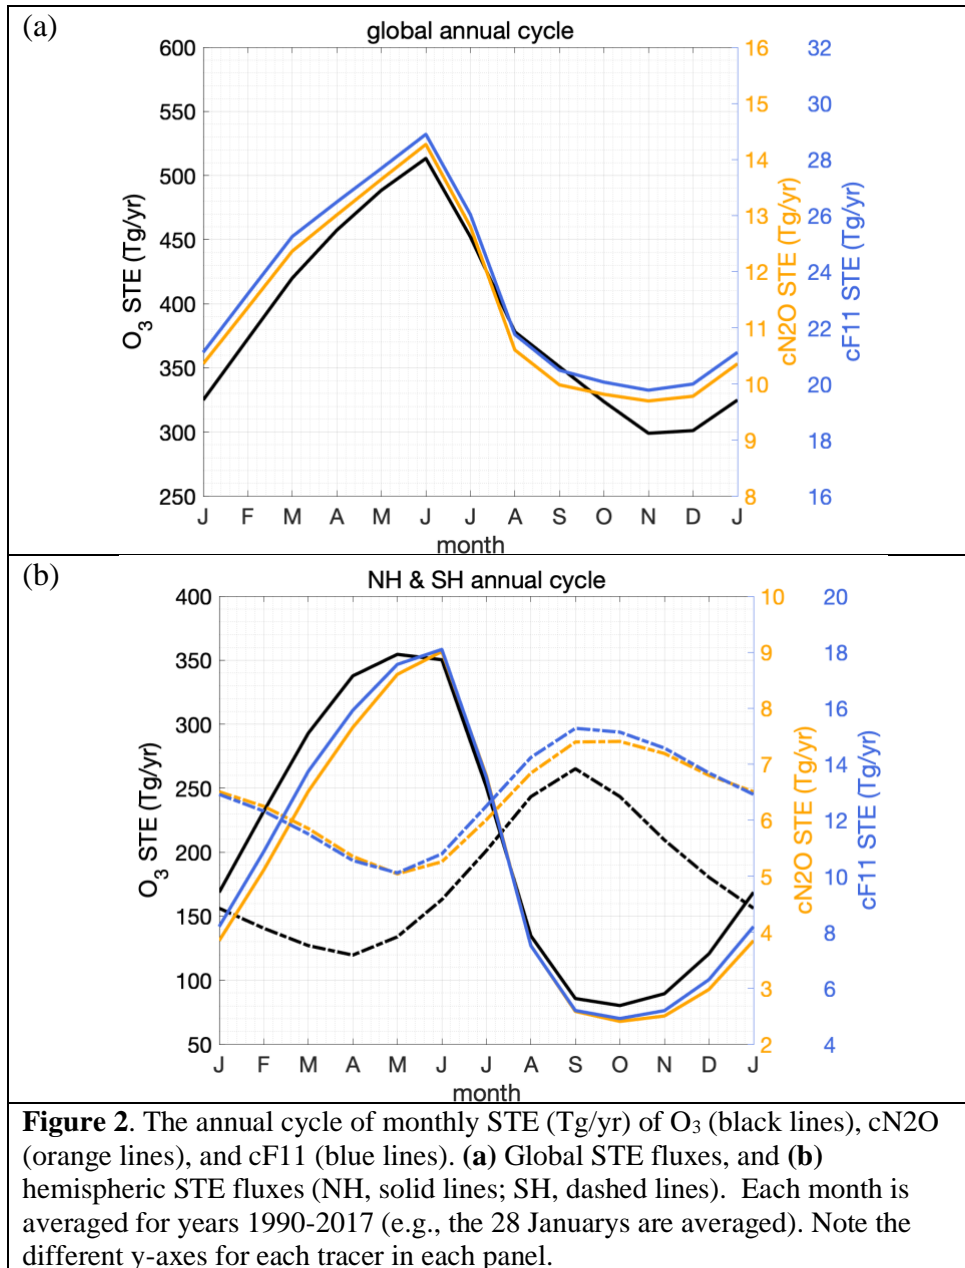 (a)
global annual cycle
600
550
500
450
400
350
300
250
O3 STE (Tg/yr)
16
15
14
13
12
11
10
9
8
cN2O STE (Tg/yr)
32
30
28
26
24
22
20
18
16
cF11 STE (Tg/yr)
J F M A M J J A S O N D J
month
(b)
NH & SH annual cycle
400
350
300
250
200
150
100
50
O3 STE (Tg/yr)
10
9
8
7
6
5
4
3
2
cN2O STE (Tg/yr)
20
18
16
14
12
10
8
6
4
cF11 STE (Tg/yr)
J F M A M J J A S O N D J
month
Figure 2. The annual cycle of monthly STE (Tg/yr) of O3 (black lines), cN2O
(orange lines), and cF11 (blue lines). (a) Global STE fluxes, and (b)
hemispheric STE fluxes (NH, solid lines; SH, dashed lines). Each month is
averaged for years 1990-2017 (e.g., the 28 Januarys are averaged). Note the
different y-axes for each tracer in each panel.